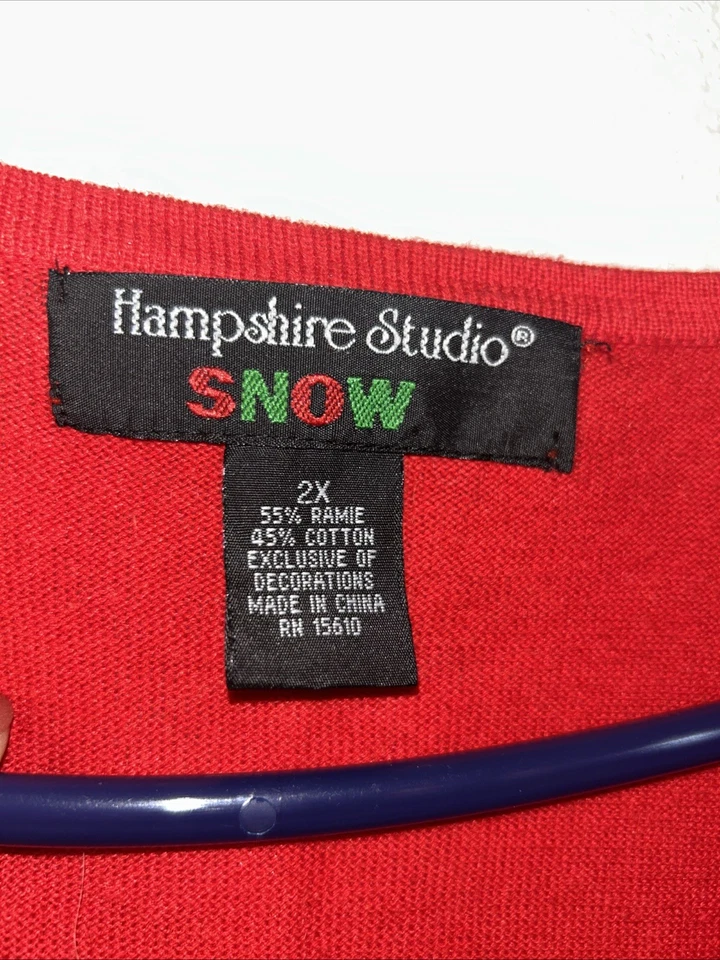 Hampshire Studio®
SNOW
2X
55% RAMIE
45% COTTON
EXCLUSIVE OF
DECORATIONS
MADE IN CHINA
RN 15610